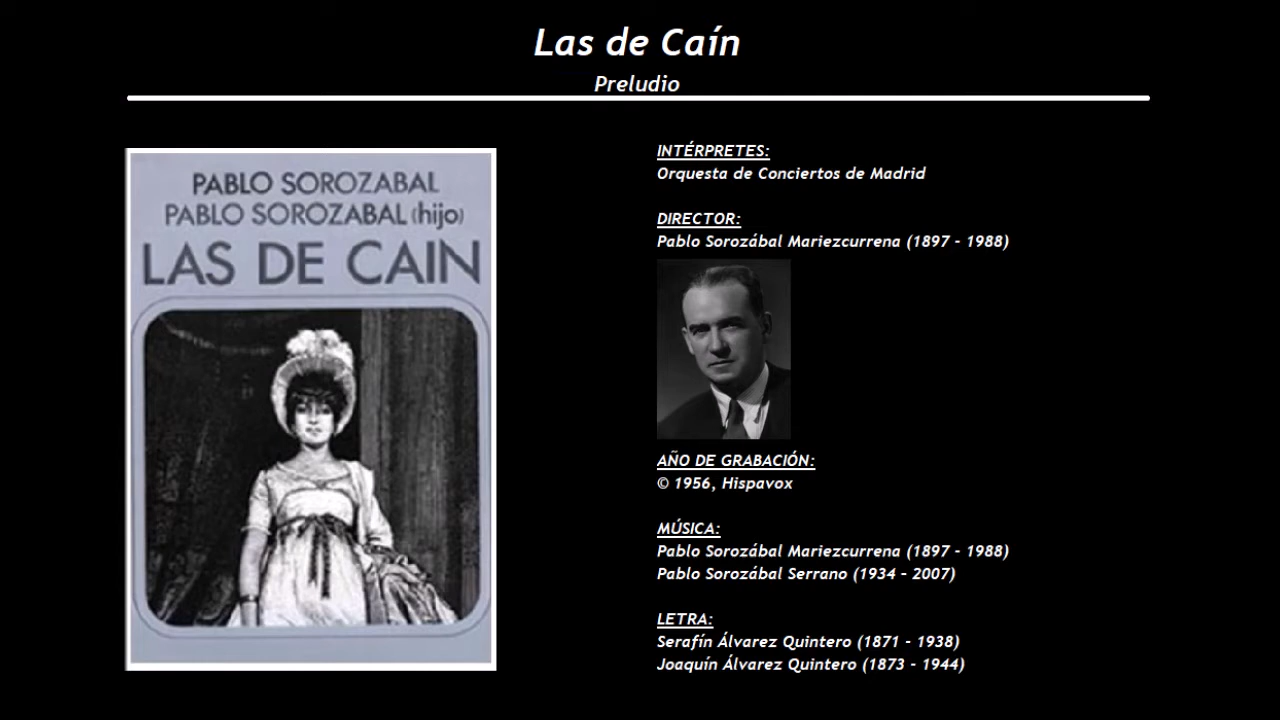 Las de Caín
Preludio
PABLO SOROZABAL
PABLO SOROZABAL (hijo)
LAS DE CAIN
INTÉRPRETES:
Orquesta de Conciertos de Madrid
DIRECTOR:
Pablo Sorozábal Mariezcurrena (1897 - 1988)
AÑO DE GRABACIÓN:
© 1956, Hispavox
MÚSICA:
Pablo Sorozábal Mariezcurrena (1897 - 1988)
Pablo Sorozábal Serrano (1934 – 2007)
LETRA:
Serafín Álvarez Quintero (1871 - 1938)
Joaquín Álvarez Quintero (1873 - 1944)